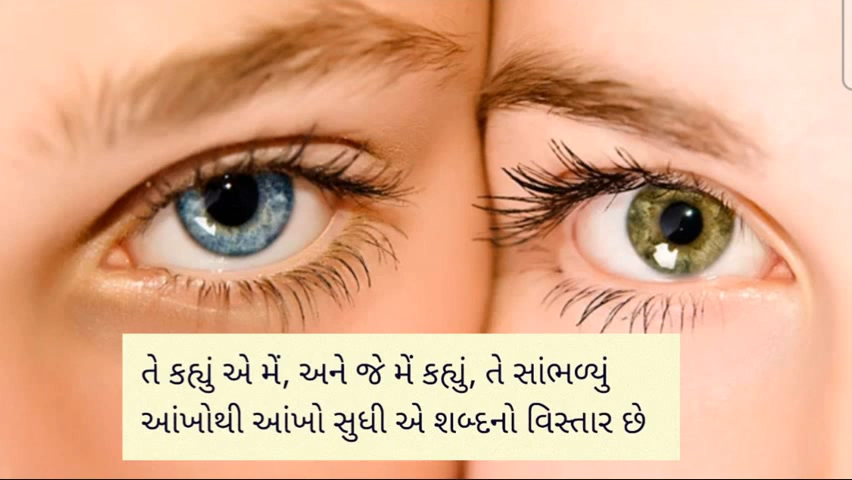 તે કહ્યું એ મેં, અને જે મેં કહ્યું, તે સાંભળ્યું
આંખોથી આંખો સુધી એ શબ્દનો વિસ્તાર છે